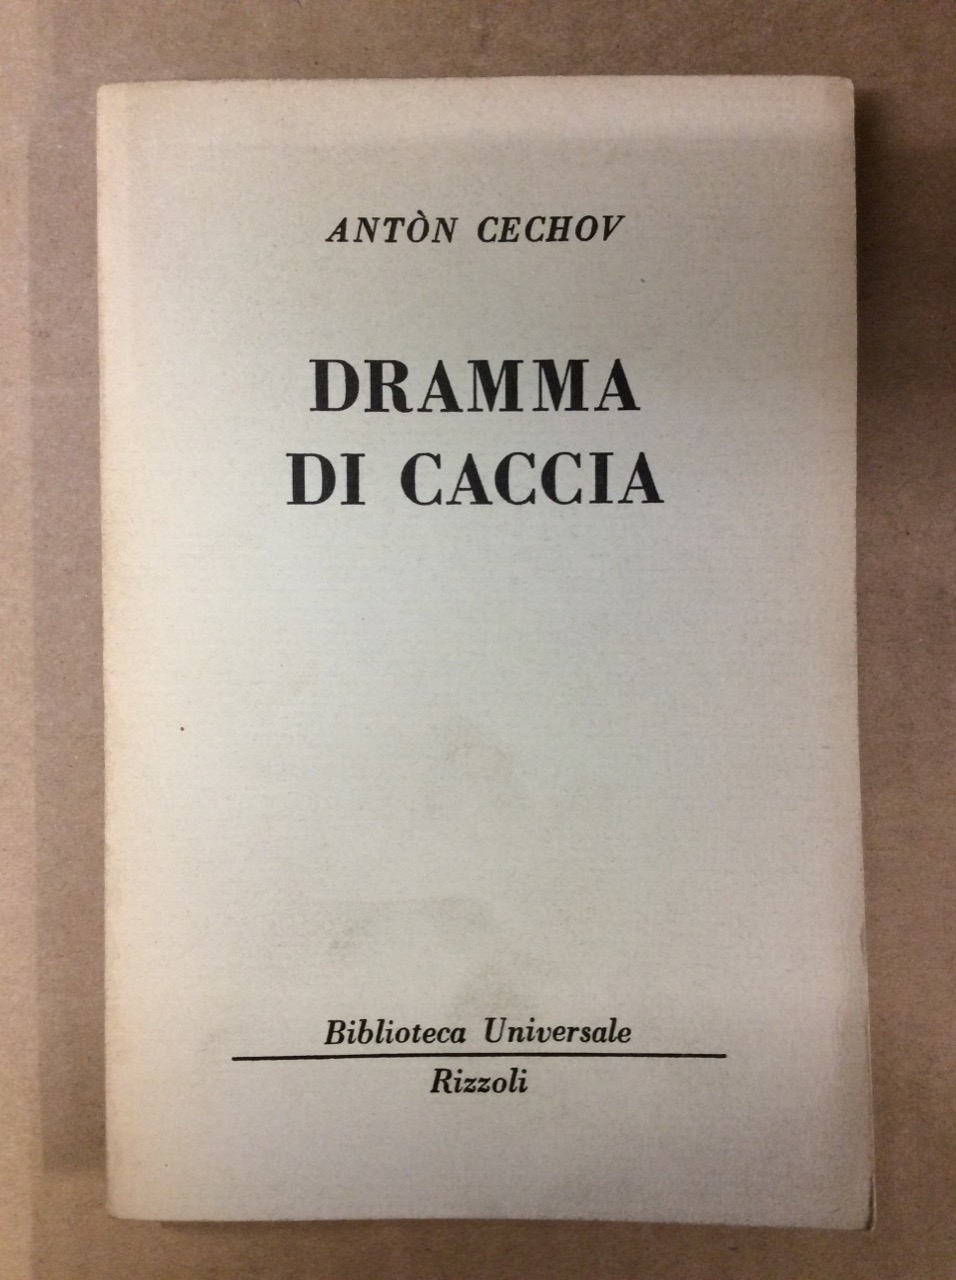 ANTÒN CECHOV
DRAMMA
DI CACCIA
Biblioteca Universale
Rizzoli